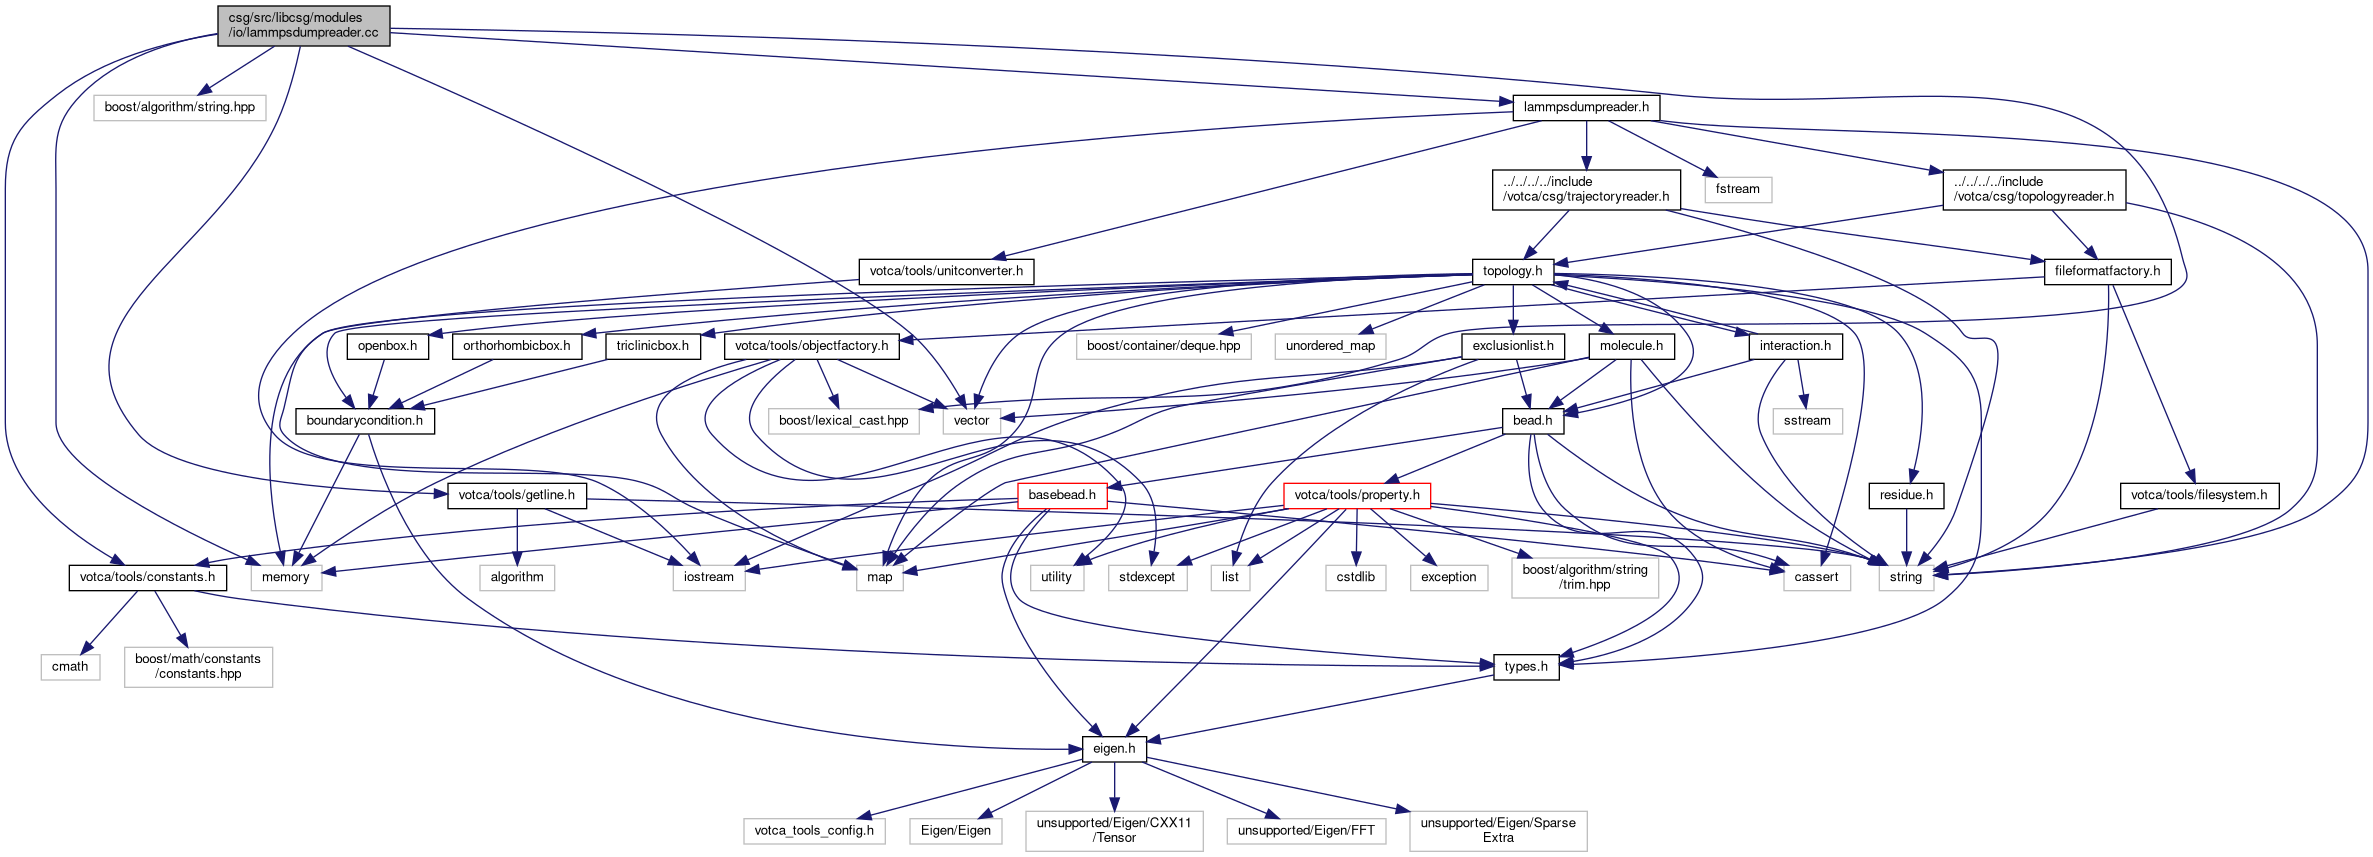 csg/src/libcsg/modules
/io/lammpsdumpreader.cc
boost/algorithm/string.hpp
lammpsdumpreader.h
../../../../include
/votca/csg/trajectoryreader.h
fstream
../../../../include
/votca/csg/topologyreader.h
votca/tools/unitconverter.h
topology.h
fileformatfactory.h
openbox.h
orthorhombicbox.h
triclinicbox.h
votca/tools/objectfactory.h
boost/container/deque.hpp
unordered_map
exclusionlist.h
molecule.h
interaction.h
boundarycondition.h
boost/lexical_cast.hpp
vector
bead.h
sstream
votca/tools/getline.h
basebead.h
votca/tools/property.h
residue.h
votca/tools/filesystem.h
votca/tools/constants.h
memory
algorithm
iostream
map
utility
stdexcept
list
cstdlib
exception
boost/algorithm/string
/trim.hpp
cassert
string
cmath
boost/math/constants
/constants.hpp
types.h
eigen.h
votca_tools_config.h
Eigen/Eigen
unsupported/Eigen/CXX11
/Tensor
unsupported/Eigen/FFT
unsupported/Eigen/Sparse
Extra